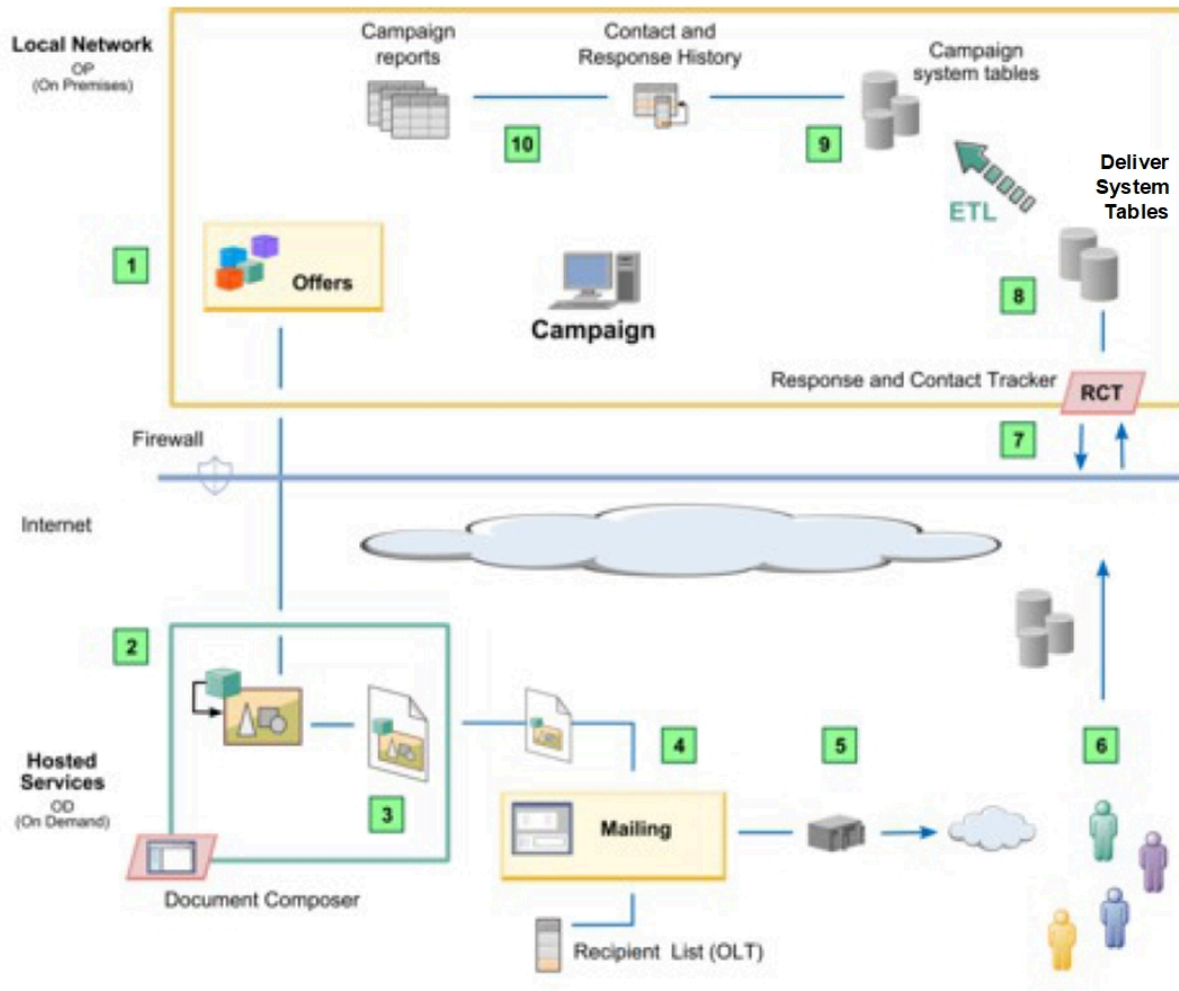 Local Network
OP
(On Premises)
Campaign
reports
Contact and
Response History
Campaign
system tables
10
9
Deliver
System
Tables
ETL
1
Offers
Campaign
8
Response and Contact Tracker
RCT
Firewall
7
Internet
2
Hosted
Services
OD
(On Demand)
3
4
5
6
Mailing
Document Composer
Recipient List (OLT)